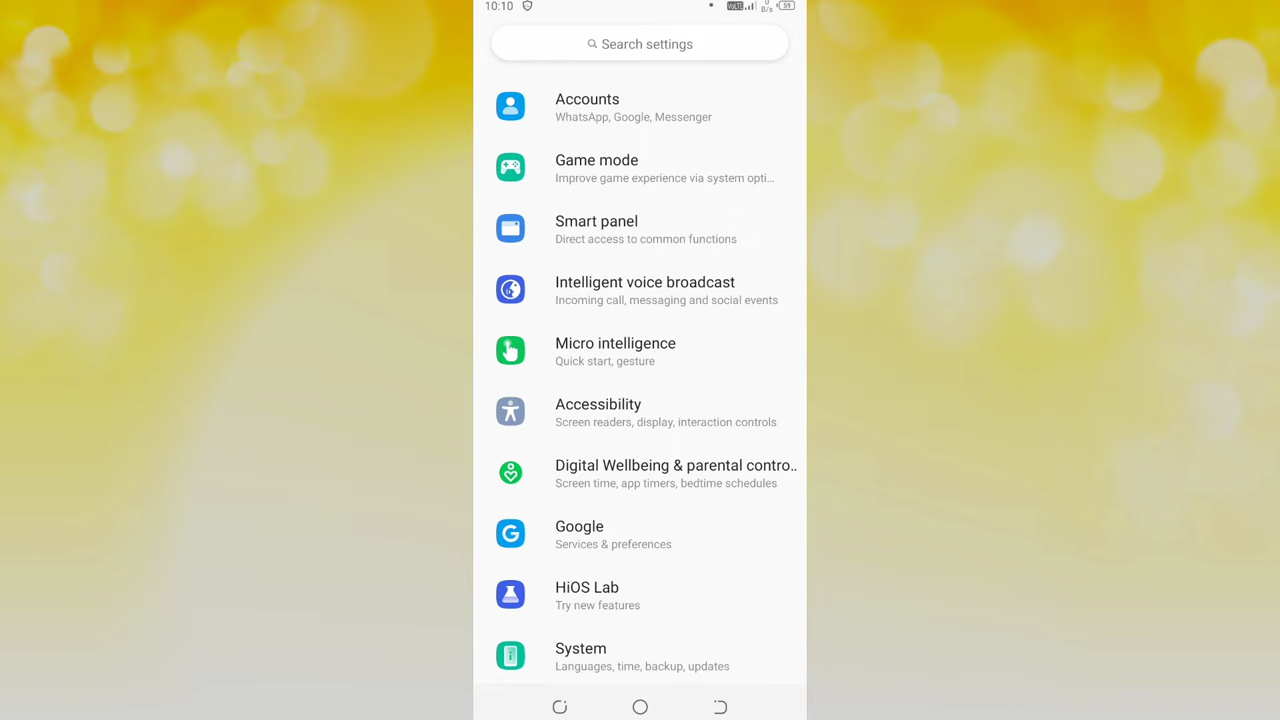 10:10
VoLTE 0 B/s 59
Search settings
Accounts
WhatsApp, Google, Messenger
Game mode
Improve game experience via system opti...
Smart panel
Direct access to common functions
Intelligent voice broadcast
Incoming call, messaging and social events
Micro intelligence
Quick start, gesture
Accessibility
Screen readers, display, interaction controls
Digital Wellbeing & parental contro..
Screen time, app timers, bedtime schedules
Google
Services & preferences
HiOS Lab
Try new features
System
Languages, time, backup, updates